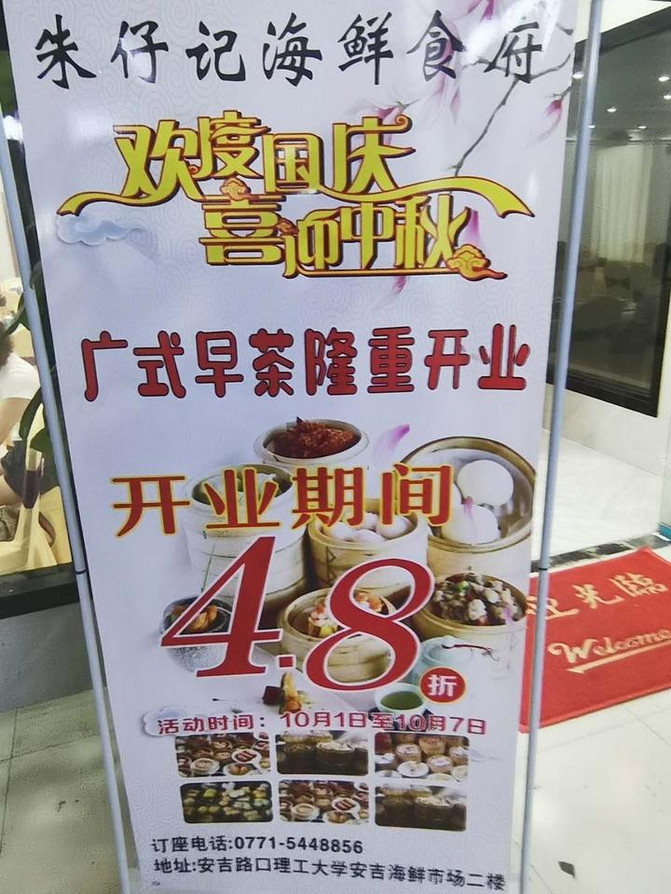 朱仔记海鲜食府
欢度国庆
喜迎中秋
广式早茶隆重开业
开业期间
4.8折
活动时间：10月1日至10月7日
订座电话:0771-5448856
地址:安吉路口理工大学安吉海鲜市场二楼
光臨
Welcome